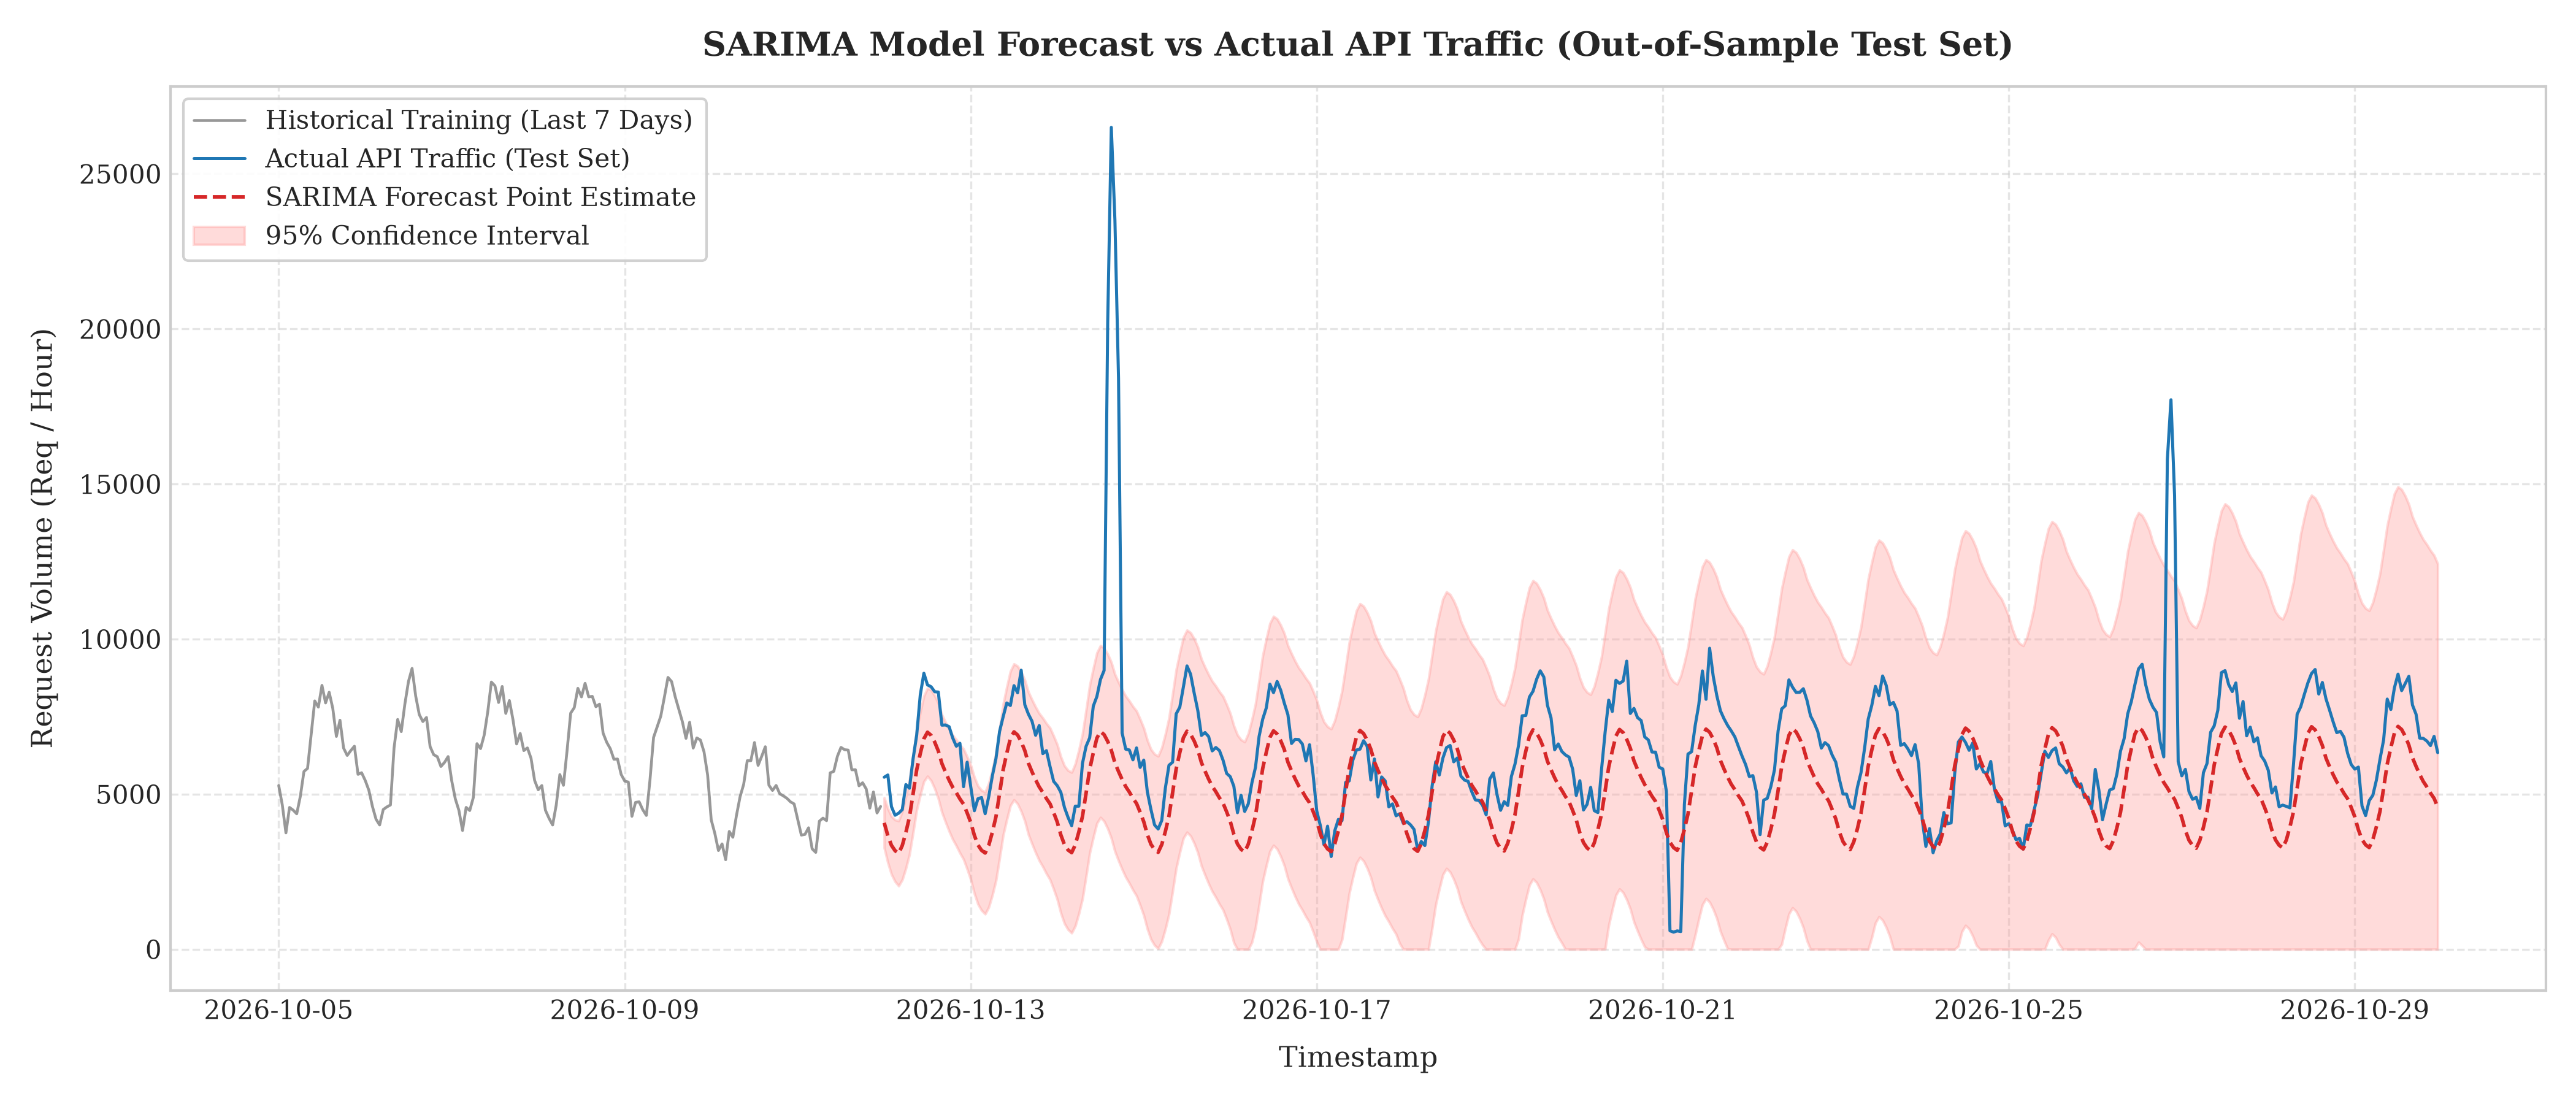 SARIMA Model Forecast vs Actual API Traffic (Out-of-Sample Test Set)
Historical Training (Last 7 Days)
Actual API Traffic (Test Set)
SARIMA Forecast Point Estimate
95% Confidence Interval
Request Volume (Req / Hour)
25000
20000
15000
10000
5000
0
2026-10-05
2026-10-09
2026-10-13
2026-10-17
2026-10-21
2026-10-25
2026-10-29
Timestamp